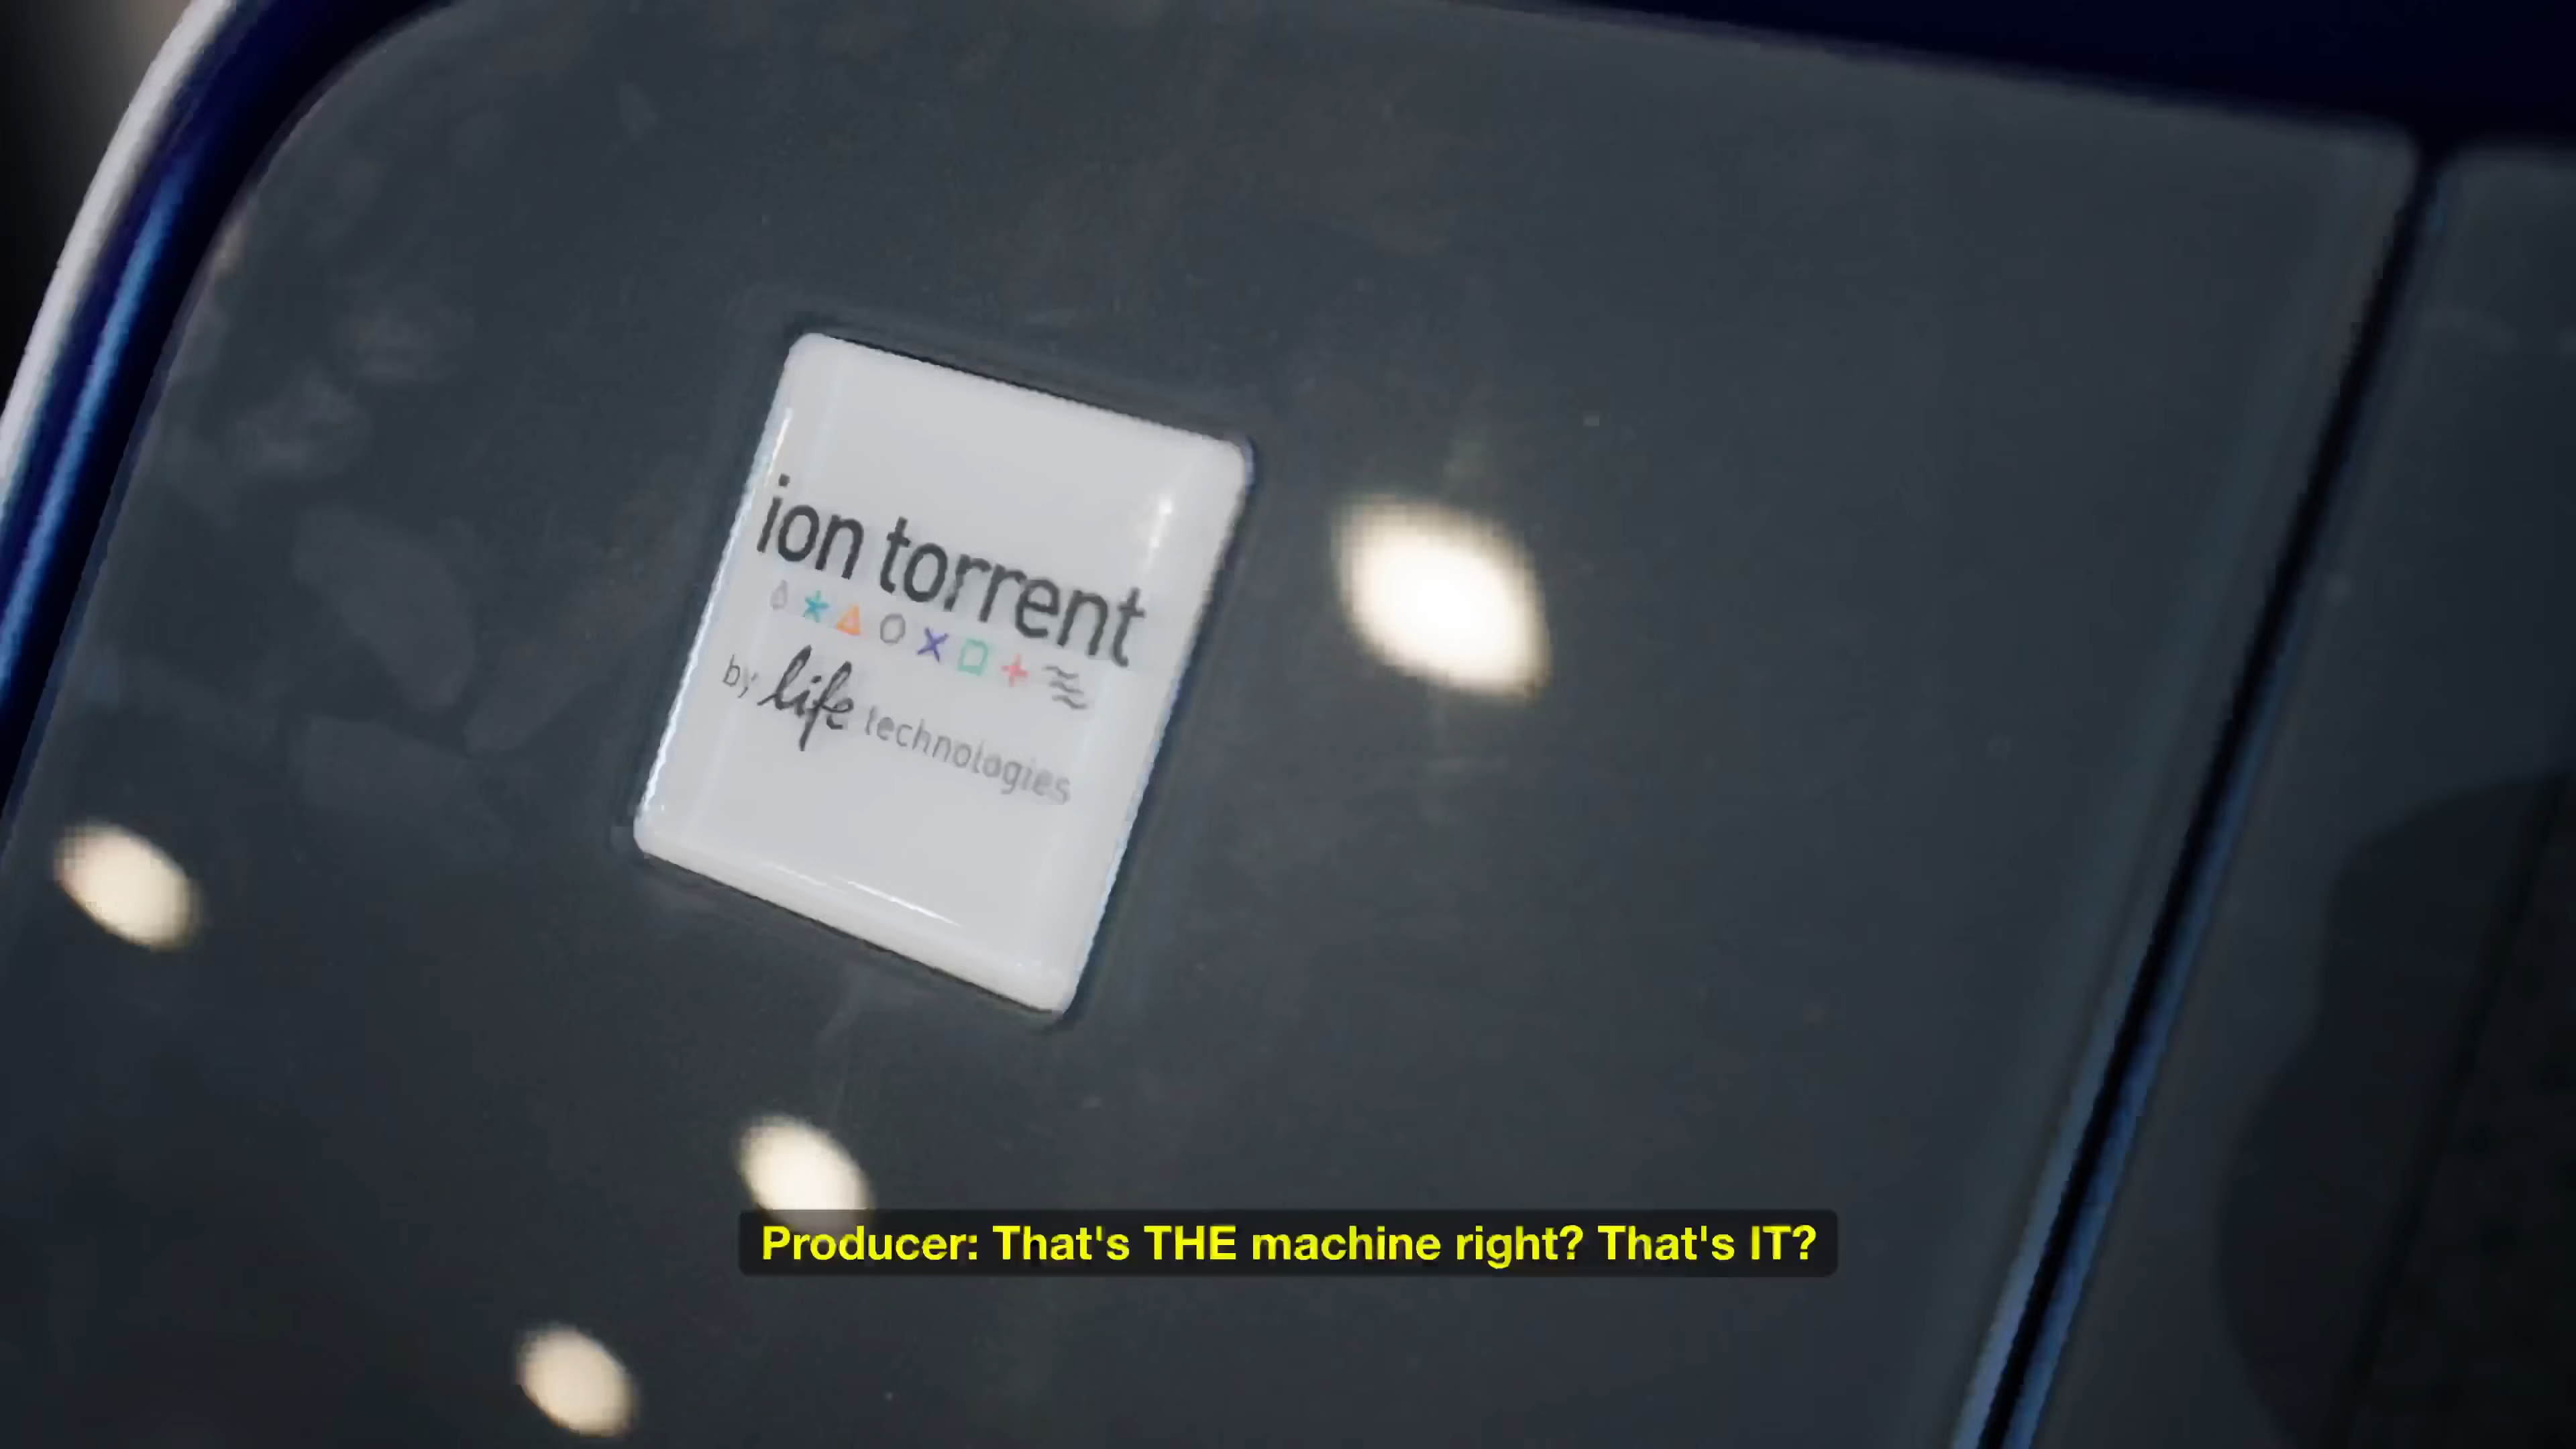 ion torrent
by life technologies
Producer: That's THE machine right? That's IT?